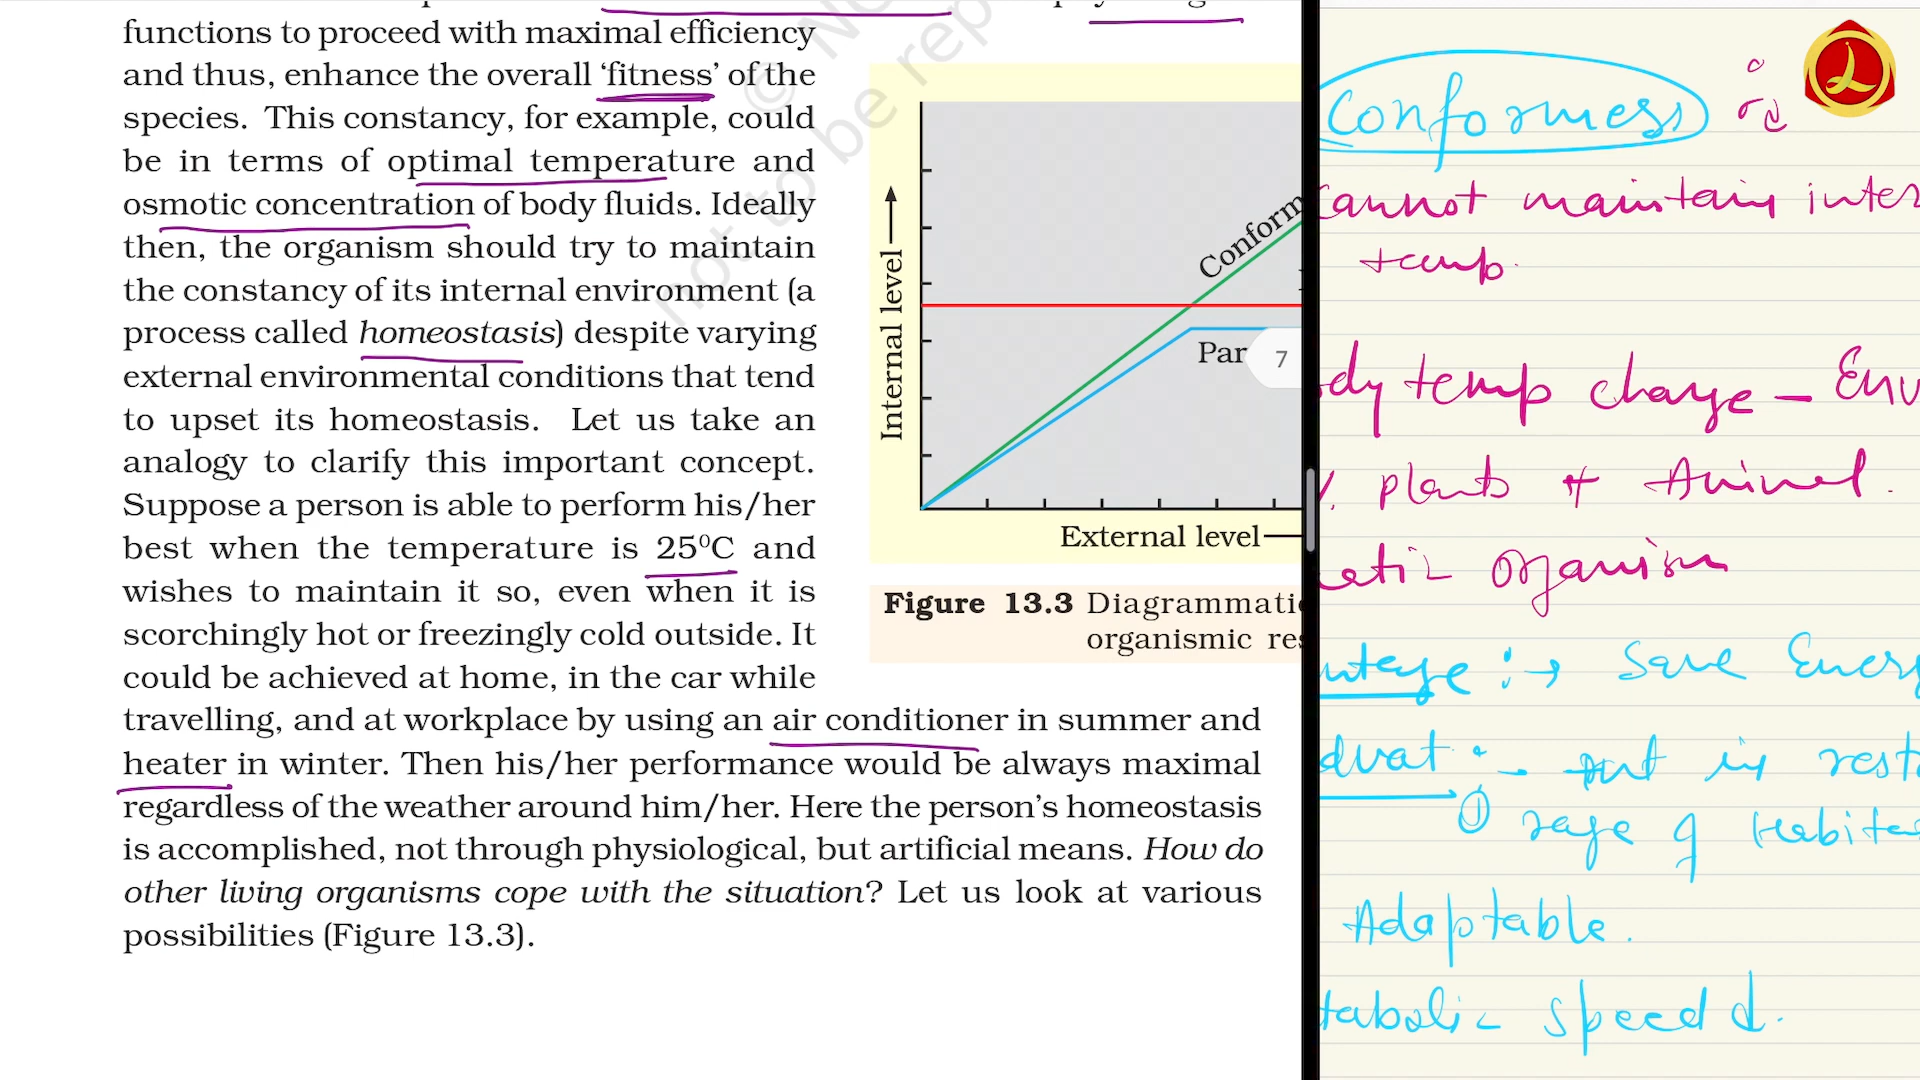 functions to proceed with maximal efficiency
and thus, enhance the overall ‘fitness’ of the
species. This constancy, for example, could
be in terms of optimal temperature and
osmotic concentration of body fluids. Ideally
then, the organism should try to maintain
the constancy of its internal environment (a
process called homeostasis) despite varying
external environmental conditions that tend
to upset its homeostasis. Let us take an
analogy to clarify this important concept.
Suppose a person is able to perform his/her
best when the temperature is 25⁰C and
wishes to maintain it so, even when it is
scorchingly hot or freezingly cold outside. It
could be achieved at home, in the car while
travelling, and at workplace by using an air conditioner in summer and
heater in winter. Then his/her performance would be always maximal
regardless of the weather around him/her. Here the person’s homeostasis
is accomplished, not through physiological, but artificial means. How do
other living organisms cope with the situation? Let us look at various
possibilities (Figure 13.3).
not to be rep
Internal level
Conform
Par
7
External level
Figure 13.3 Diagrammati
organismic res
cannot maintain inter
temp.
dy temp change – Env
plants & Animal.
etic organism
ntage : → Save Energ
dvat :- in rest
① range of Habitat
Adaptable.
tabolic speed ↓.